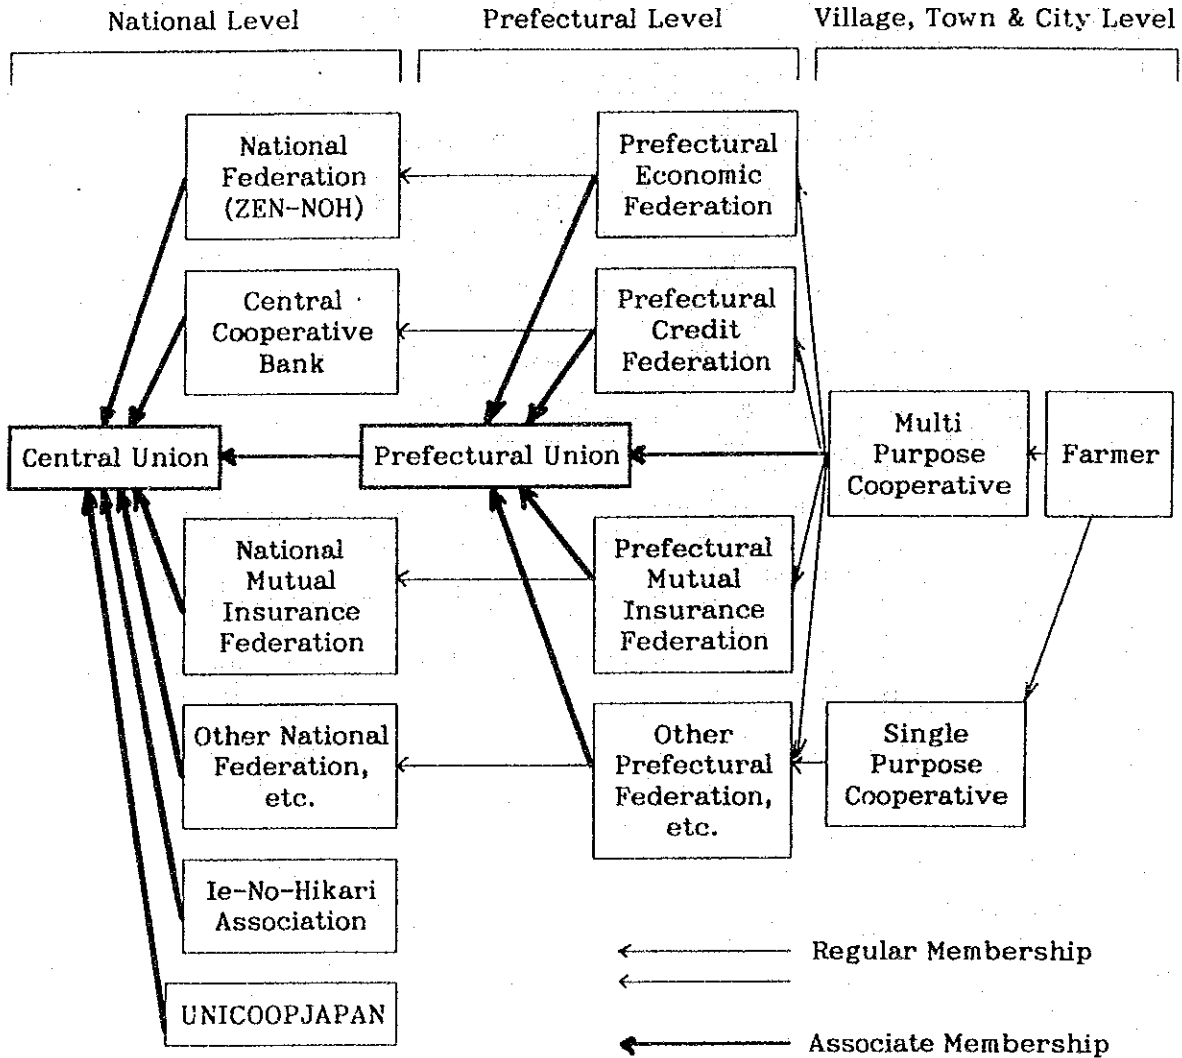 National Level
Prefectural Level
Village, Town & City Level
National
Federation
(ZEN-NOH)
Prefectural
Economic
Federation
Central
Cooperative
Bank
Prefectural
Credit
Federation
Central Union
Prefectural Union
Multi
Purpose
Cooperative
Farmer
National
Mutual
Insurance
Federation
Prefectural
Mutual
Insurance
Federation
Other National
Federation,
etc.
Other
Prefectural
Federation,
etc.
Single
Purpose
Cooperative
Ie-No-Hikari
Association
UNICOOPJAPAN
Regular Membership
Associate Membership